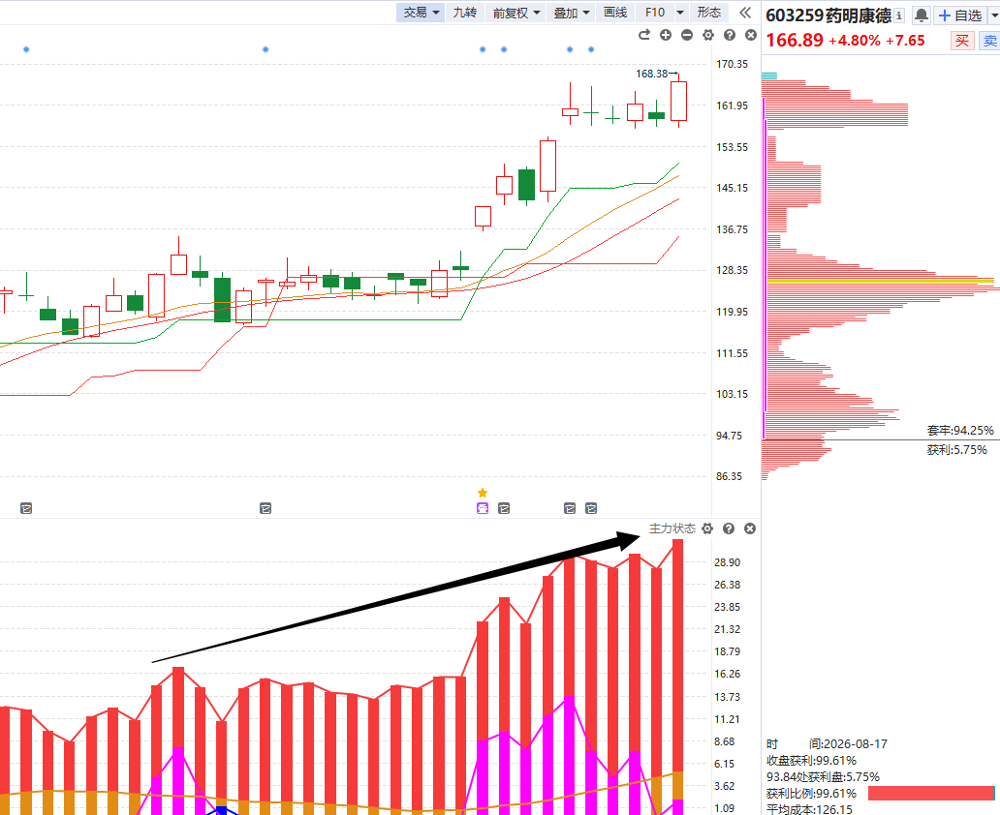 交易 九转 前复权 叠加 画线 F10 形态
603259药明康德 自选
166.89 +4.80% +7.65 买 卖
170.35
168.38
161.95
153.55
145.15
136.75
128.35
119.95
111.55
103.15
94.75
86.35
套牢:94.25%
获利:5.75%
主力状态
28.90
26.38
23.85
21.32
18.79
16.26
13.73
11.21
8.68
6.15
3.62
1.09
时 间:2026-08-17
收盘获利:99.61%
93.84处获利盘:5.75%
获利比例:99.61%
平均成本:126.15